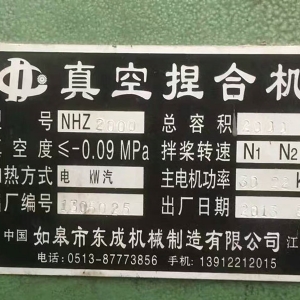 真空捏合机
号 NHZ 总容积
空度 ≤-0.09 MPa 拌桨转速 N1 N2
热方式 电 kW汽 主电机功率
厂编号 出厂日期
中国 如皋市东成机械制造有限公司 江
电话：0513-87773856 手机：13912212015